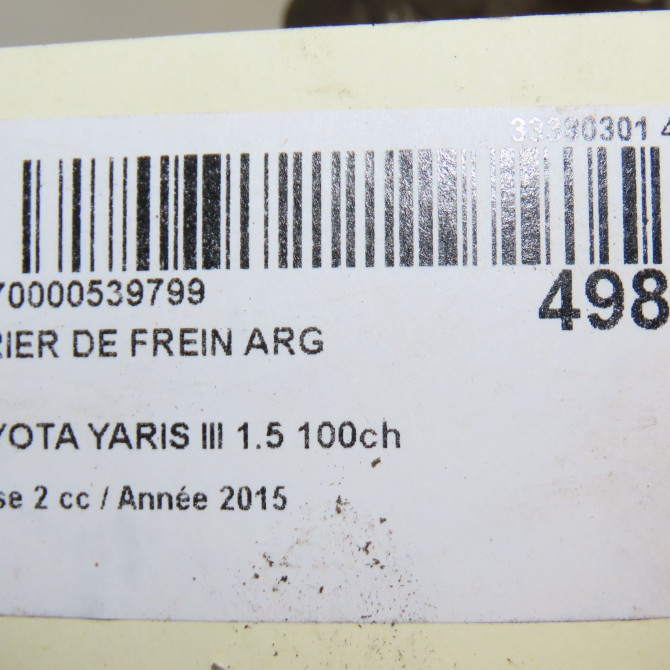 33390301 4
70000539799
498
RIER DE FREIN ARG
YOTA YARIS III 1.5 100ch
se 2 cc / Année 2015